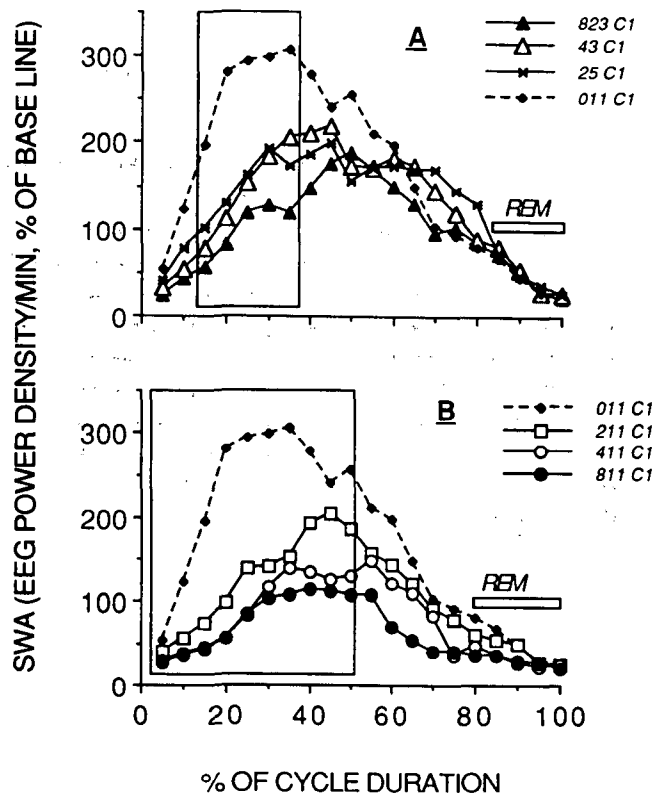 SWA (EEG POWER DENSITY/MIN, % OF BASE LINE)
A
823 C1
43 C1
25 C1
011 C1
300
200
100
0
REM
B
011 C1
211 C1
411 C1
811 C1
300
200
100
0
REM
0 20 40 60 80 100
% OF CYCLE DURATION